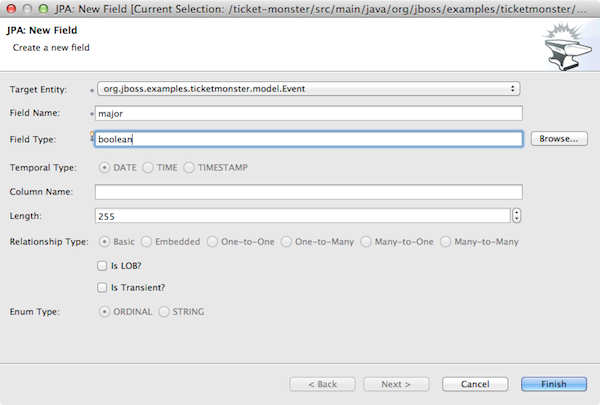 JPA: New Field [Current Selection: /ticket-monster/src/main/java/org/jboss/examples/ticketmonster/...
JPA: New Field
Create a new field
Target Entity: * org.jboss.examples.ticketmonster.model.Event
Field Name: * major
Field Type: * boolean Browse...
Temporal Type: DATE TIME TIMESTAMP
Column Name:
Length: 255
Relationship Type: Basic Embedded One-to-One One-to-Many Many-to-One Many-to-Many
Is LOB?
Is Transient?
Enum Type: ORDINAL STRING
< Back Next > Cancel Finish